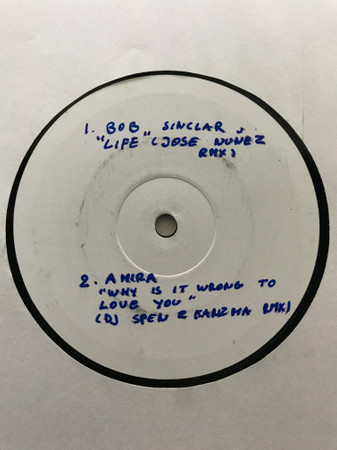 1. BOB SINCLAR
"LIFE (JOSE NUNEZ
RMX)
2. AMIRA
"WHY IS IT WRONG TO
LOVE YOU"
(DJ SPEN & KARIZMA RMX)